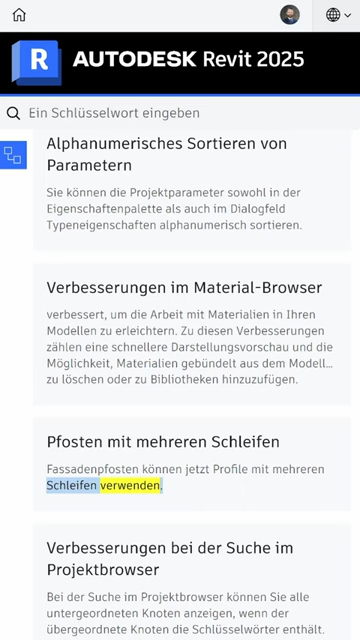 R AUTODESK Revit 2025
Ein Schlüsselwort eingeben
Alphanumerisches Sortieren von
Parametern
Sie können die Projektparameter sowohl in der
Eigenschaftenpalette als auch im Dialogfeld
Typeneigenschaften alphanumerisch sortieren.
Verbesserungen im Material-Browser
verbessert, um die Arbeit mit Materialien in Ihren
Modellen zu erleichtern. Zu diesen Verbesserungen
zählen eine schnellere Darstellungsvorschau und die
Möglichkeit, Materialien gebündelt aus dem Modell...
zu löschen oder zu Bibliotheken hinzuzufügen.
Pfosten mit mehreren Schleifen
Fassadenpfosten können jetzt Profile mit mehreren
Schleifen verwenden.
Verbesserungen bei der Suche im
Projektbrowser
Bei der Suche im Projektbrowser können Sie alle
untergeordneten Knoten anzeigen, wenn der
übergeordnete Knoten die Schlüsselwörter enthält.